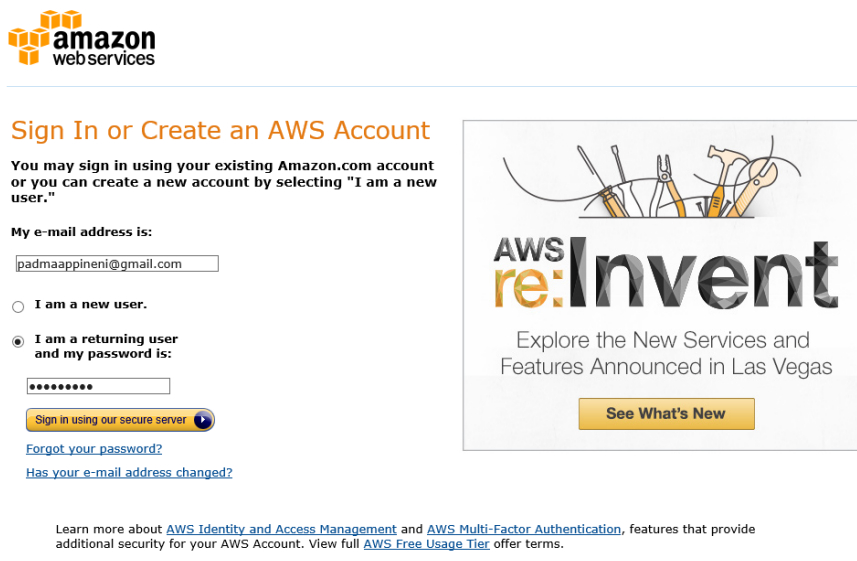 amazon
web services
Sign In or Create an AWS Account
You may sign in using your existing Amazon.com account
or you can create a new account by selecting "I am a new
user."
My e-mail address is:
padmaappineni@gmail.com
I am a new user.
I am a returning user
and my password is:
•••••••••
Sign in using our secure server
Forgot your password?
Has your e-mail address changed?
AWS
re:Invent
Explore the New Services and
Features Announced in Las Vegas
See What's New
Learn more about AWS Identity and Access Management and AWS Multi-Factor Authentication, features that provide
additional security for your AWS Account. View full AWS Free Usage Tier offer terms.